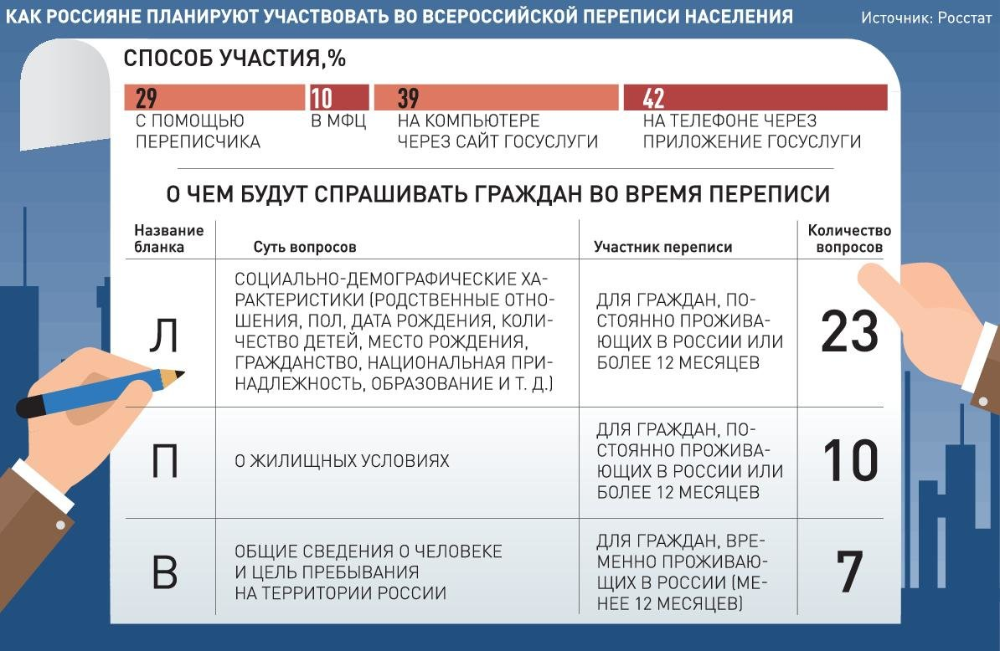 КАК РОССИЯНЕ ПЛАНИРУЮТ УЧАСТВОВАТЬ ВО ВСЕРОССИЙСКОЙ ПЕРЕПИСИ НАСЕЛЕНИЯ
Источник: Росстат
СПОСОБ УЧАСТИЯ,%
29
С ПОМОЩЬЮ
ПЕРЕПИСЧИКА
10
В МФЦ
39
НА КОМПЬЮТЕРЕ
ЧЕРЕЗ САЙТ ГОСУСЛУГИ
42
НА ТЕЛЕФОНЕ ЧЕРЕЗ
ПРИЛОЖЕНИЕ ГОСУСЛУГИ
О ЧЕМ БУДУТ СПРАШИВАТЬ ГРАЖДАН ВО ВРЕМЯ ПЕРЕПИСИ
Название
бланка
Суть вопросов
Участник переписи
Количество
вопросов
Л
СОЦИАЛЬНО-ДЕМОГРАФИЧЕСКИЕ ХА-
РАКТЕРИСТИКИ (РОДСТВЕННЫЕ ОТНО-
ШЕНИЯ, ПОЛ, ДАТА РОЖДЕНИЯ, КОЛИ-
ЧЕСТВО ДЕТЕЙ, МЕСТО РОЖДЕНИЯ,
ГРАЖДАНСТВО, НАЦИОНАЛЬНАЯ ПРИ-
НАДЛЕЖНОСТЬ, ОБРАЗОВАНИЕ И Т. Д.)
ДЛЯ ГРАЖДАН, ПО-
СТОЯННО ПРОЖИВА-
ЮЩИХ В РОССИИ ИЛИ
БОЛЕЕ 12 МЕСЯЦЕВ
23
П
О ЖИЛИЩНЫХ УСЛОВИЯХ
ДЛЯ ГРАЖДАН, ПО-
СТОЯННО ПРОЖИВА-
ЮЩИХ В РОССИИ ИЛИ
БОЛЕЕ 12 МЕСЯЦЕВ
10
В
ОБЩИЕ СВЕДЕНИЯ О ЧЕЛОВЕКЕ
И ЦЕЛЬ ПРЕБЫВАНИЯ
НА ТЕРРИТОРИИ РОССИИ
ДЛЯ ГРАЖДАН, ВРЕ-
МЕННО ПРОЖИВАЮ-
ЩИХ В РОССИИ (МЕ-
НЕЕ 12 МЕСЯЦЕВ)
7